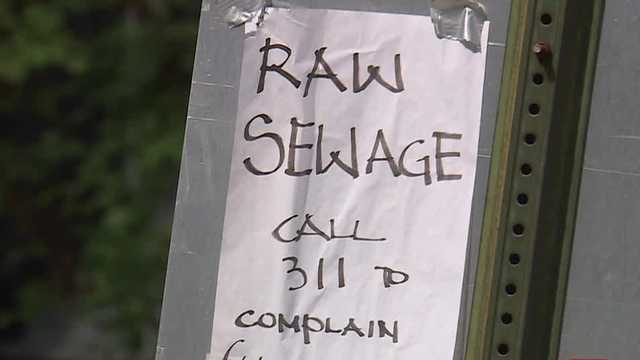 RAW
SEWAGE
CALL
311 TO
COMPLAIN